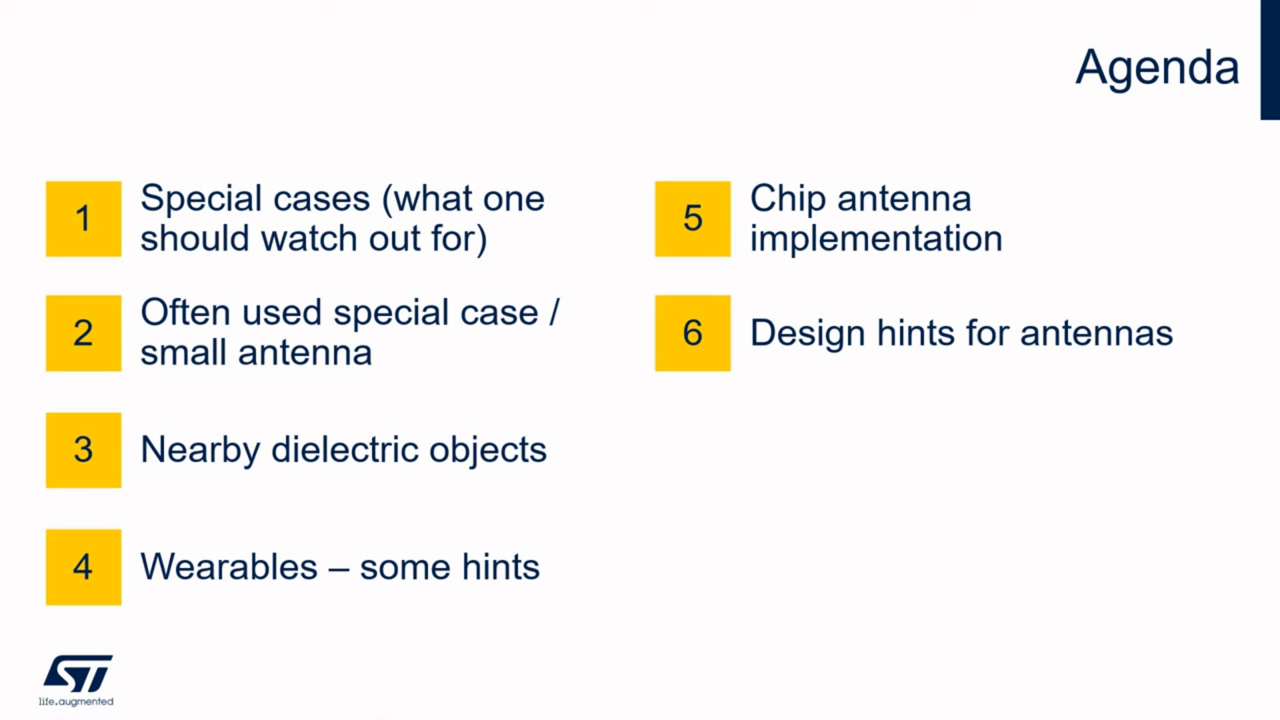 Agenda
1
Special cases (what one
should watch out for)
2
Often used special case /
small antenna
3
Nearby dielectric objects
4
Wearables – some hints
5
Chip antenna
implementation
6
Design hints for antennas
ST
life.augmented